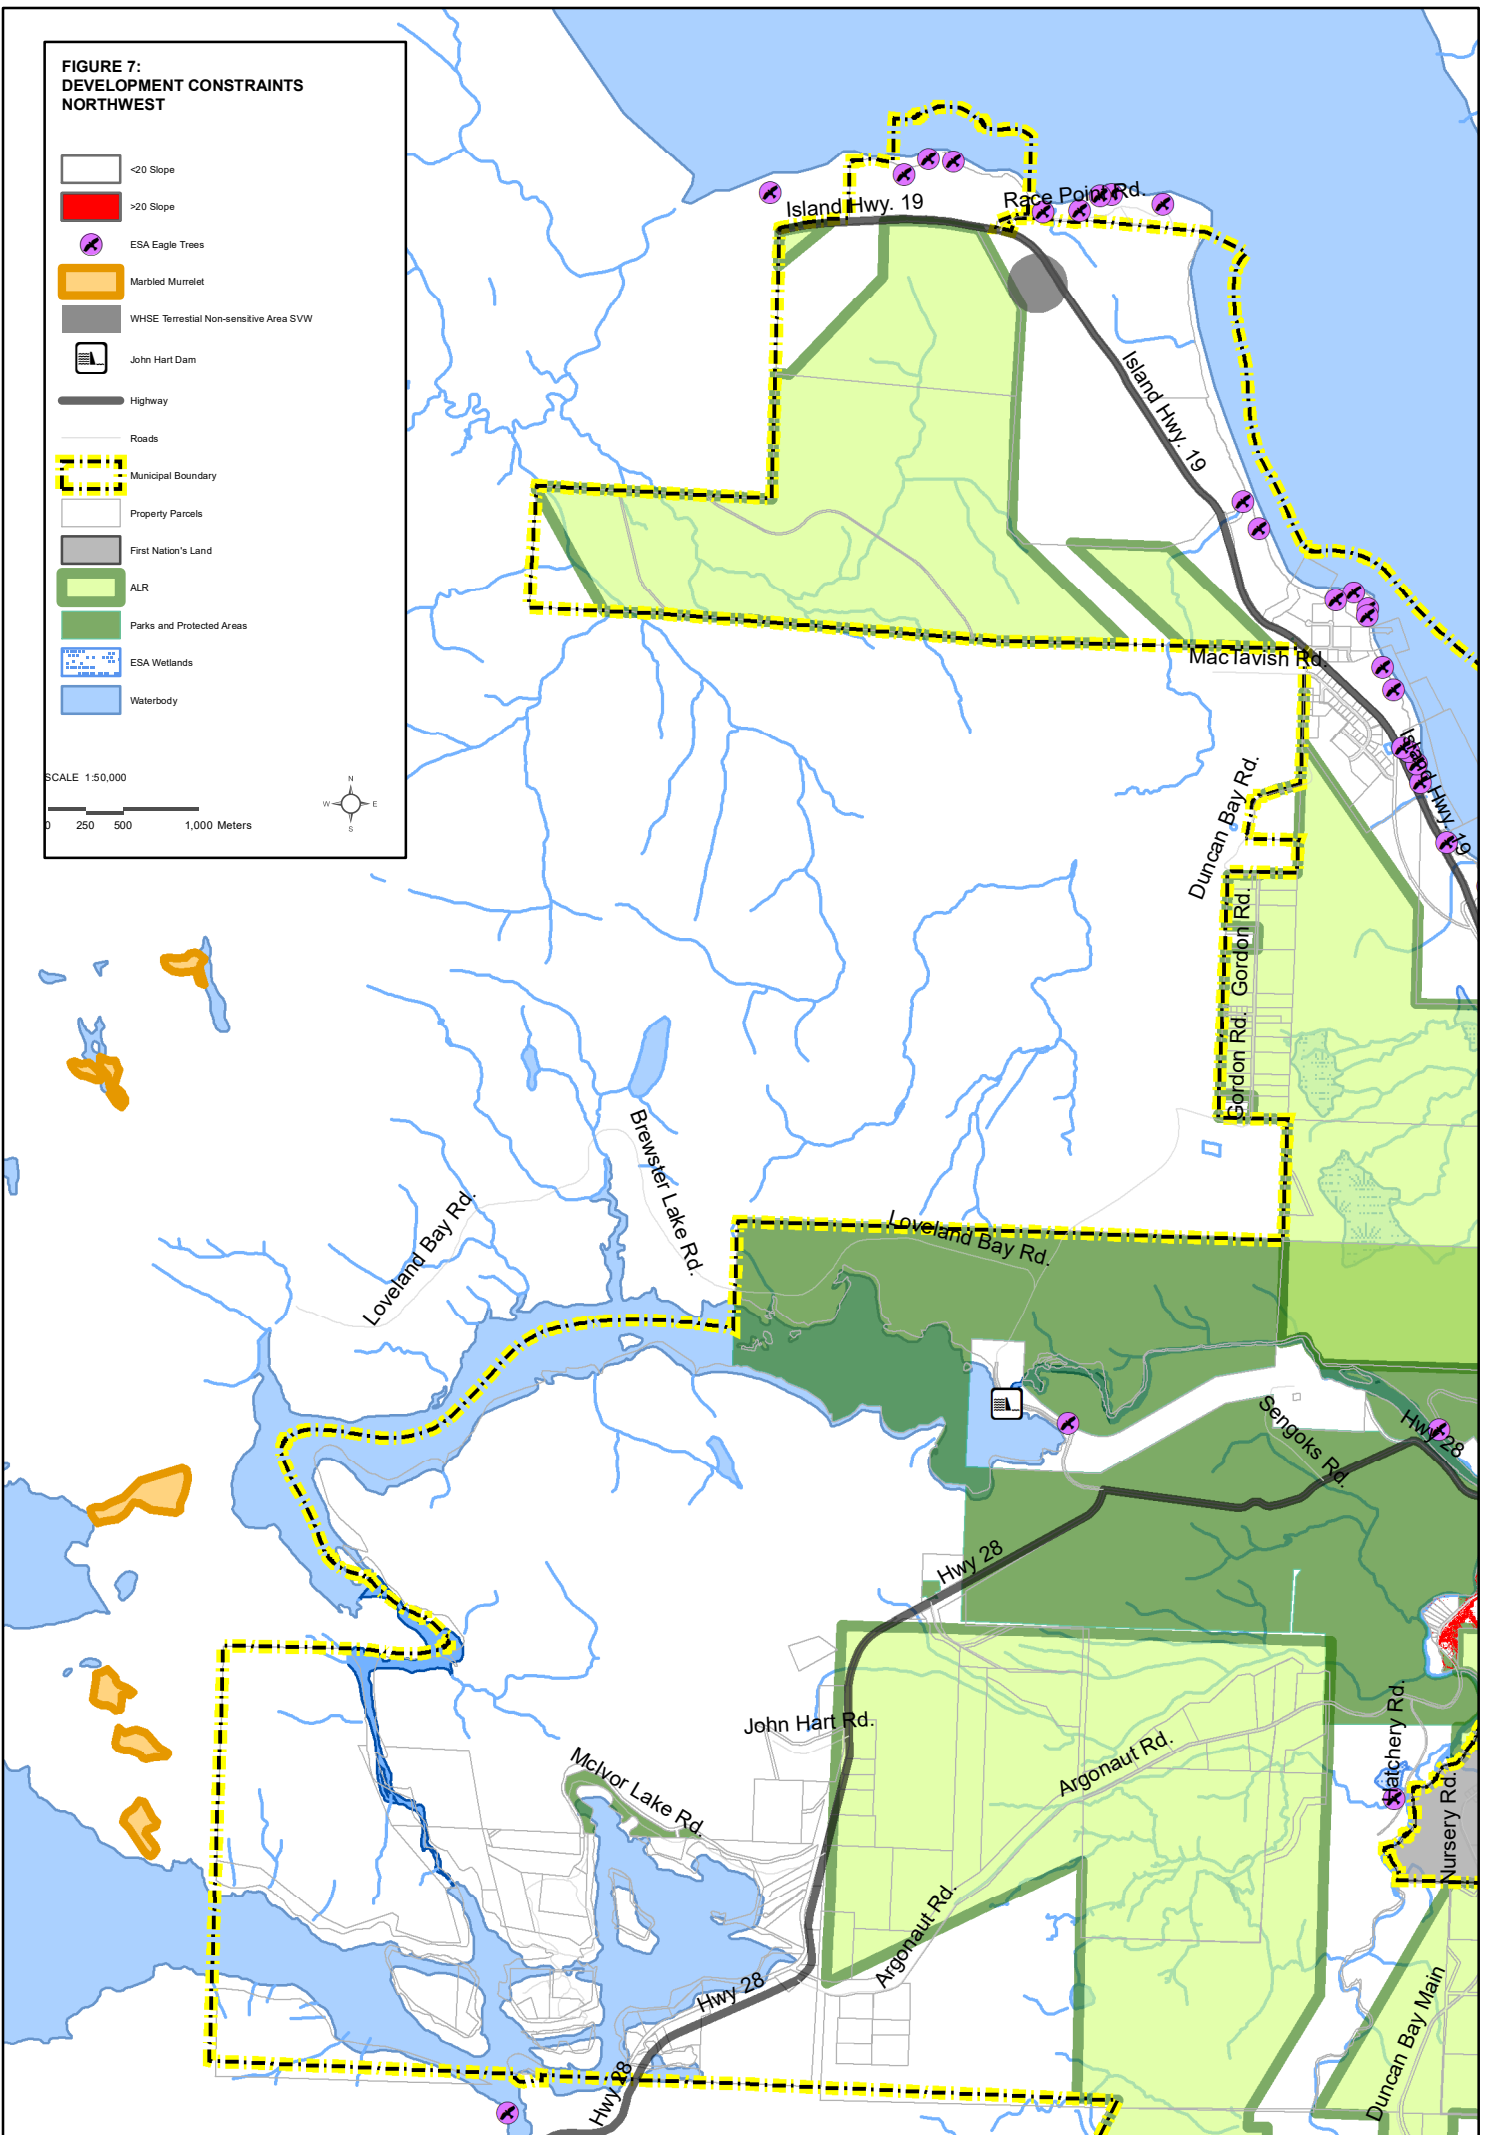 FIGURE 7:
DEVELOPMENT CONSTRAINTS
NORTHWEST
<20 Slope
>20 Slope
ESA Eagle Trees
Marbled Murrelet
WHSE Terrestial Non-sensitive Area SVW
John Hart Dam
Highway
Roads
Municipal Boundary
Property Parcels
First Nation's Land
ALR
Parks and Protected Areas
ESA Wetlands
Waterbody
SCALE 1:50,000
0 250 500 1,000 Meters
N
W E
S
Island Hwy. 19
Race Point Rd.
Island Hwy. 19
MacTavish Rd.
Island Hwy. 19
Duncan Bay Rd.
Gordon Rd.
Gordon Rd.
Brewster Lake Rd.
Loveland Bay Rd.
Loveland Bay Rd.
Sengoks Rd.
Hwy 28
Hwy 28
John Hart Rd.
McIvor Lake Rd.
Argonaut Rd.
Hatchery Rd.
Nursery Rd.
Argonaut Rd.
Hwy 28
Hwy 28
Duncan Bay Main